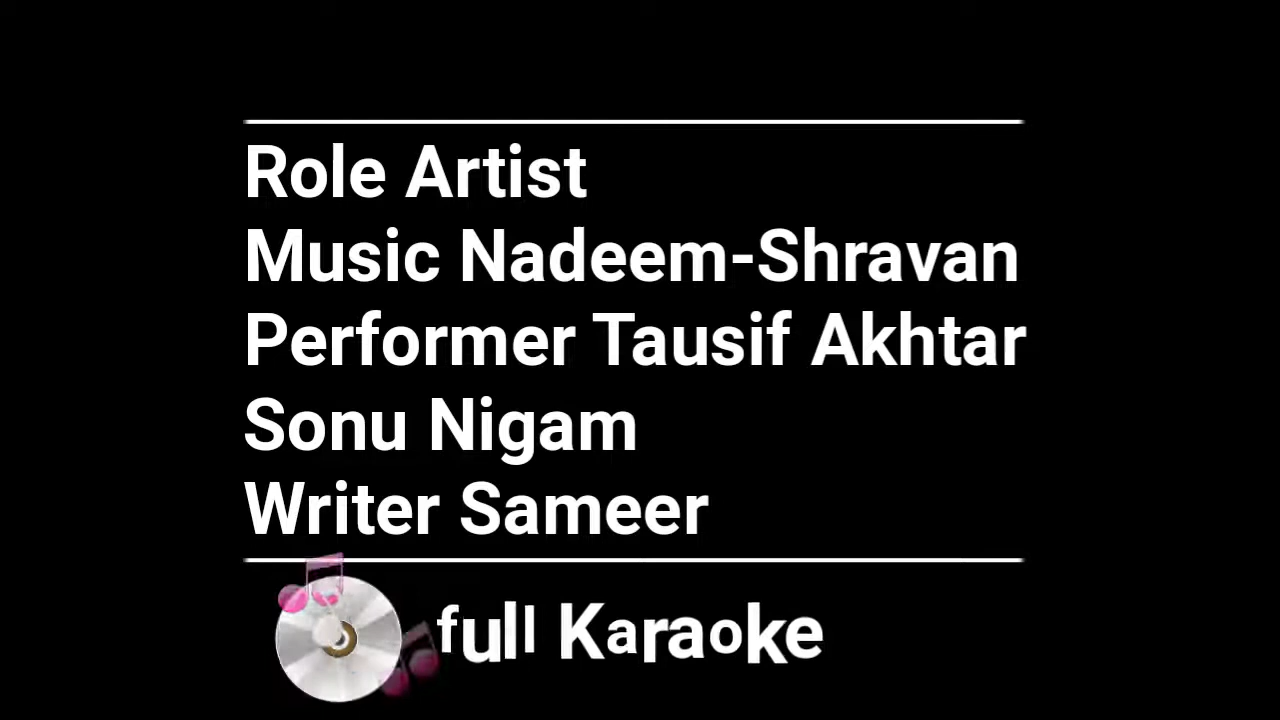 Role Artist
Music Nadeem-Shravan
Performer Tausif Akhtar
Sonu Nigam
Writer Sameer
full Karaoke